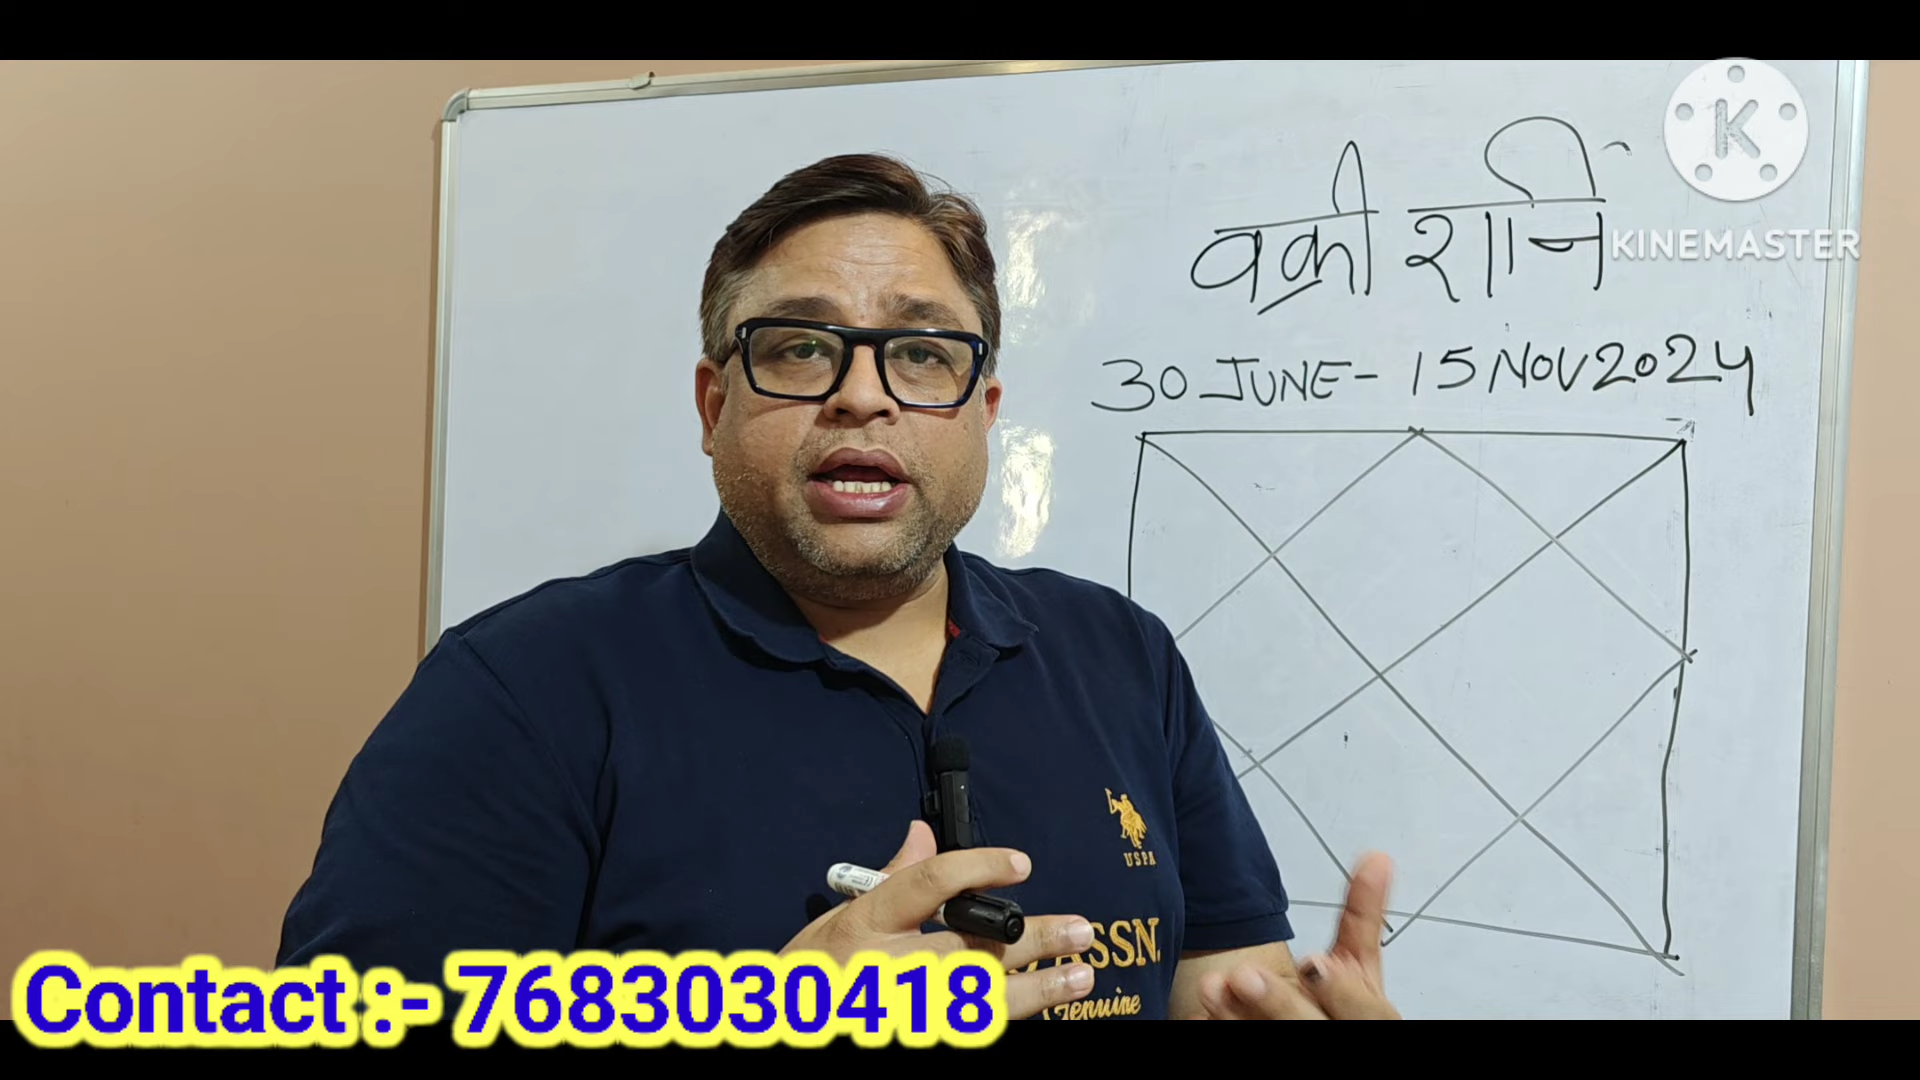 वक्री शनि
KINEMASTER
30 JUNE - 15 NOV 2024
USPA
ASSN.
Genuine
Contact :- 7683030418